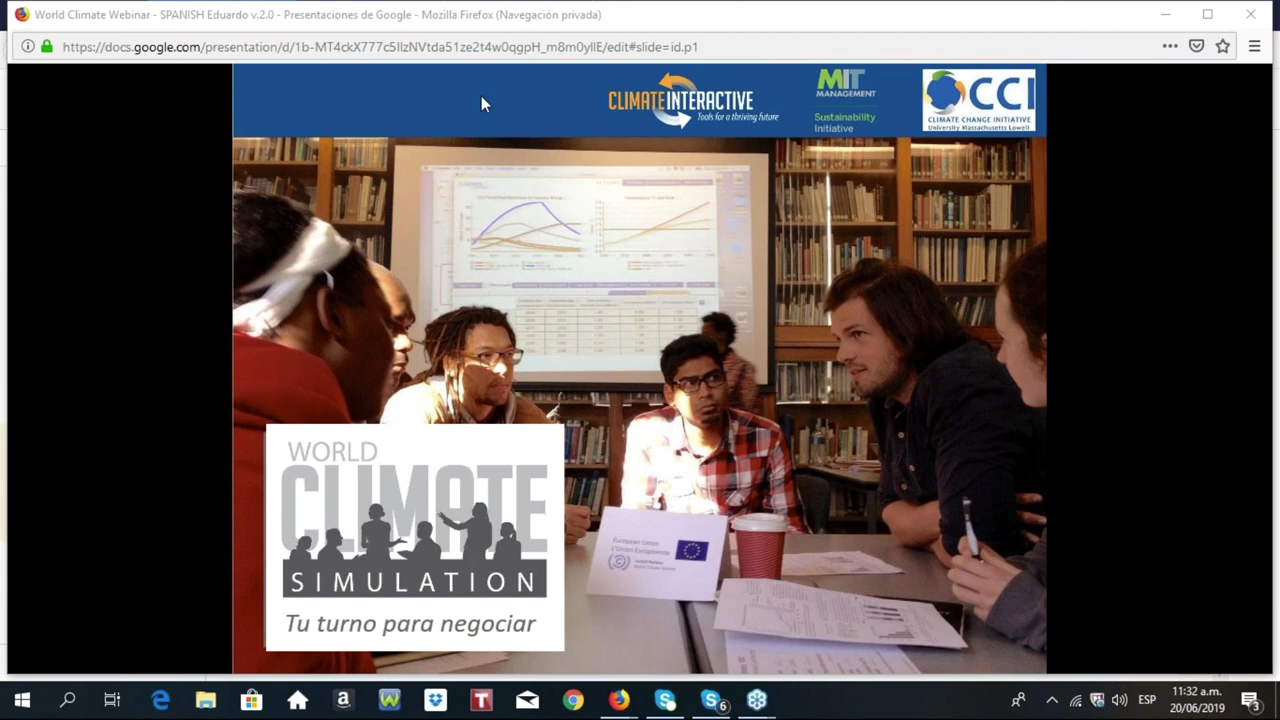 World Climate Webinar - SPANISH Eduardo v.2.0 - Presentaciones de Google - Mozilla Firefox (Navegación privada)
https://docs.google.com/presentation/d/1b-MT4ckX777c5IlzNVtda51ze2t4w0qgpH_m8m0yllE/edit#slide=id.p1
CLIMATE INTERACTIVE
Tools for a thriving future
MIT
MANAGEMENT
Sustainability
Initiative
CCI
CLIMATE CHANGE INITIATIVE
University Massachusetts Lowell
European Union
L'Union Européenne
WORLD
CLIMATE
SIMULATION
Tu turno para negociar
6
ESP
11:32 a.m.
20/06/2019
3